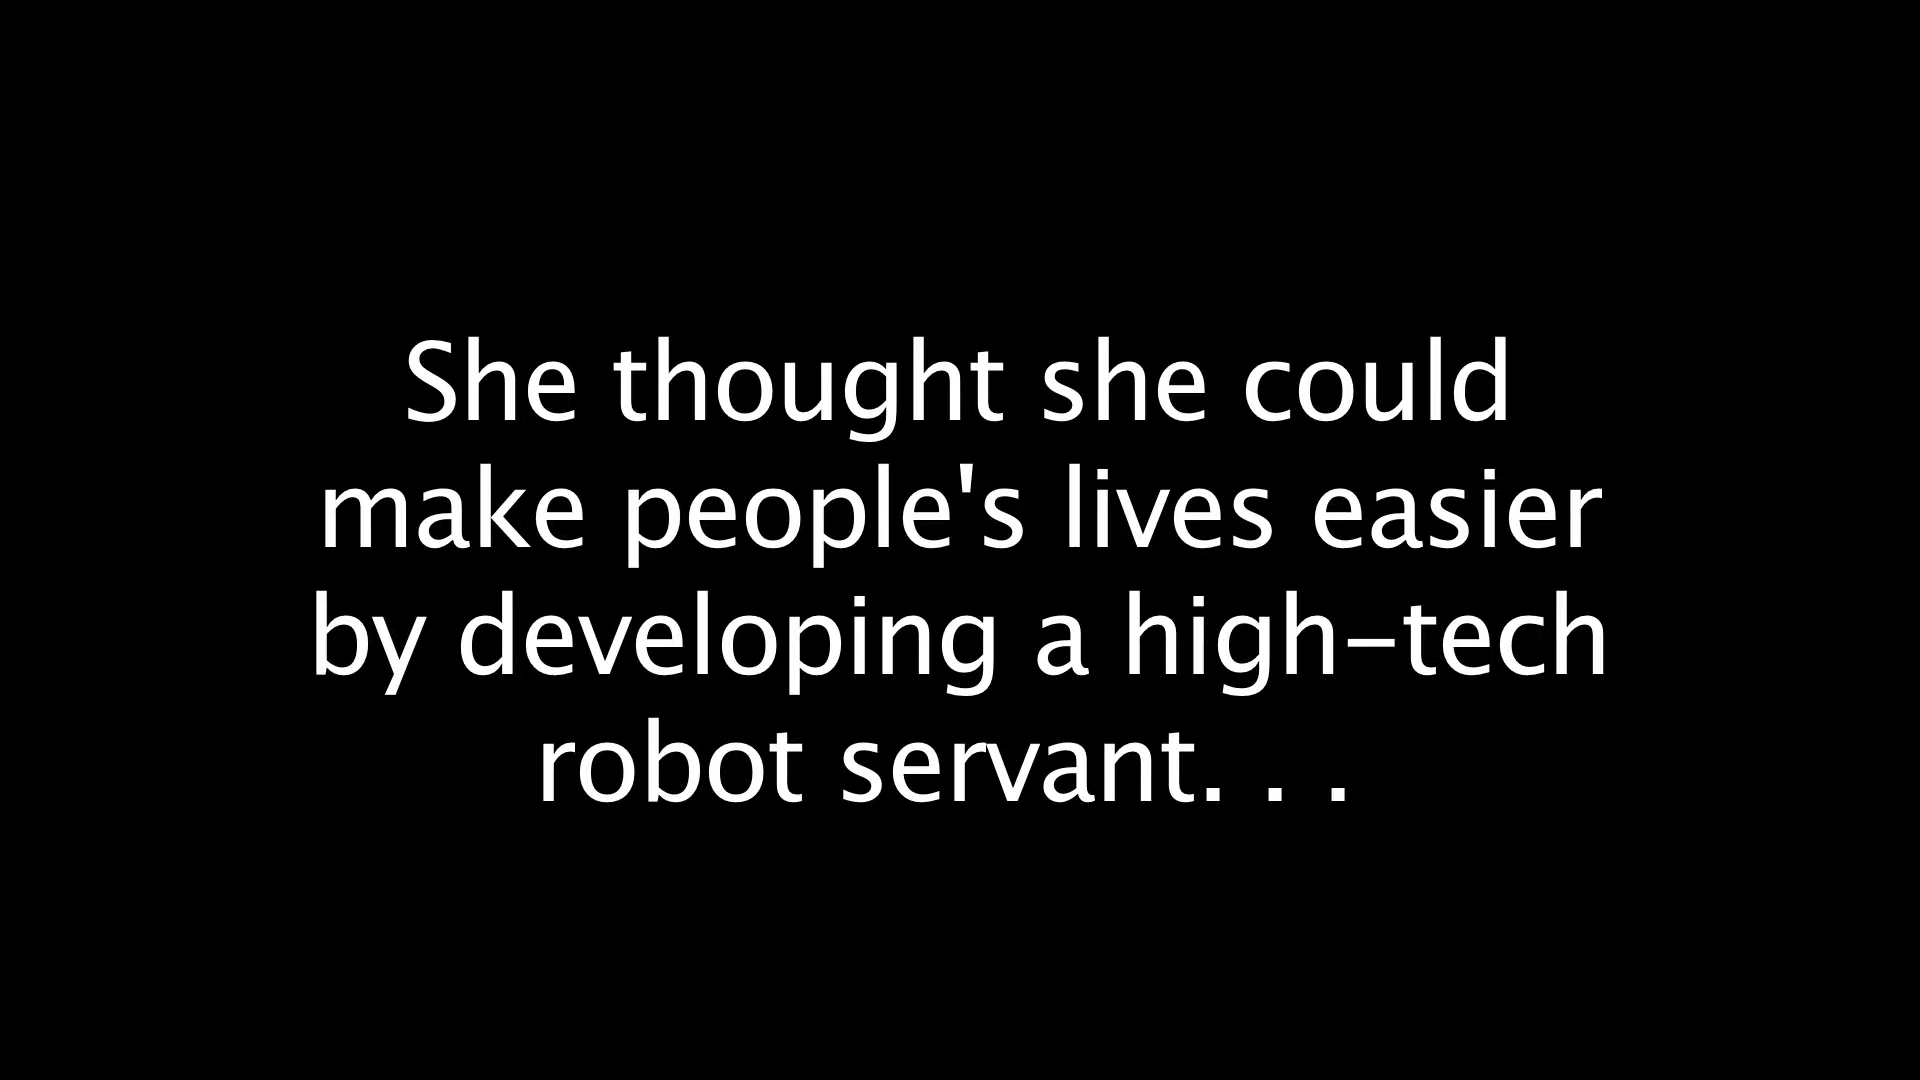 She thought she could
make people's lives easier
by developing a high-tech
robot servant. . .